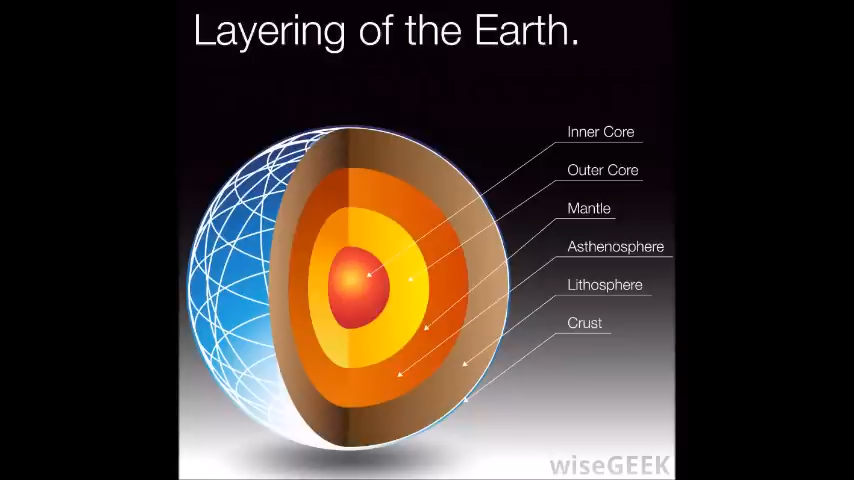 Layering of the Earth.
Inner Core
Outer Core
Mantle
Asthenosphere
Lithosphere
Crust
wiseGEEK